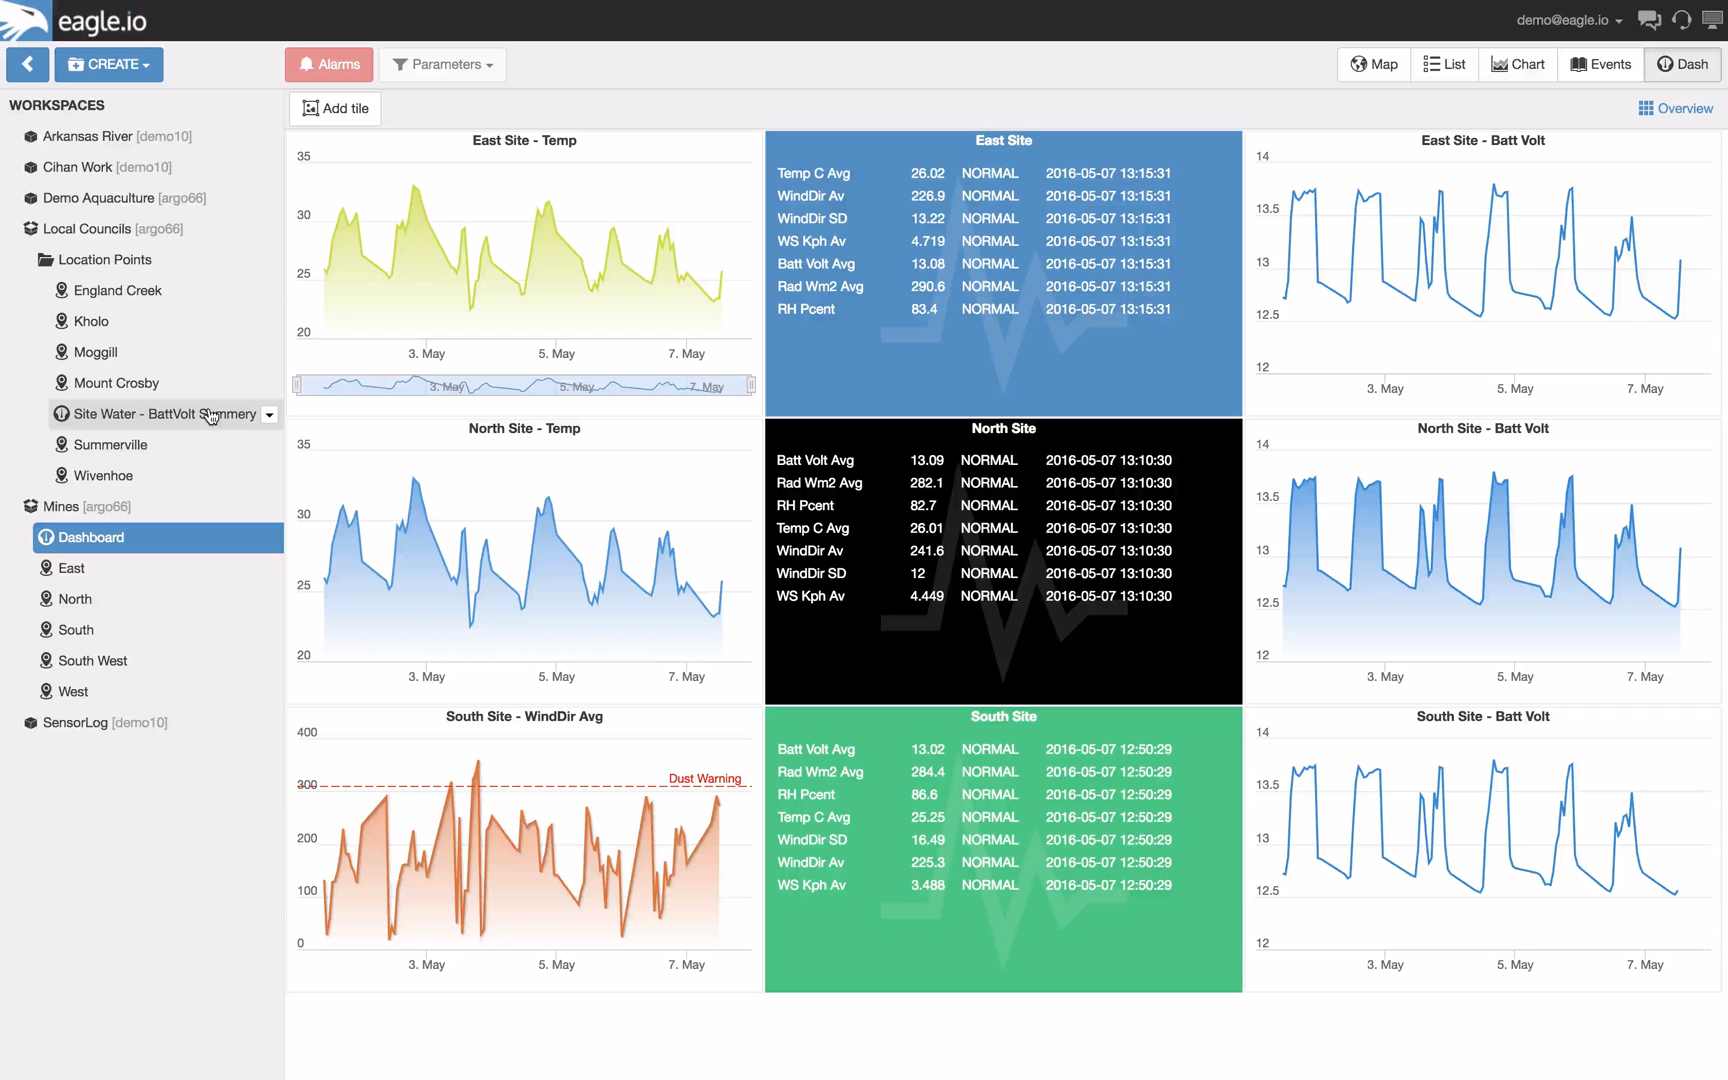 eagle.io
demo@eagle.io
CREATE
Alarms
Parameters
Map
List
Chart
Events
Dash
WORKSPACES
Add tile
Overview
Arkansas River [demo10]
Cihan Work [demo10]
Demo Aquaculture [argo66]
Local Councils [argo66]
Location Points
England Creek
Kholo
Moggill
Mount Crosby
Site Water - BattVolt Summery
Summerville
Wivenhoe
Mines [argo66]
Dashboard
East
North
South
South West
West
SensorLog [demo10]
East Site - Temp
35
30
25
20
3. May 5. May 7. May
3. May 5. May 7. May
East Site
Temp C Avg 26.02 NORMAL 2016-05-07 13:15:31
WindDir Av 226.9 NORMAL 2016-05-07 13:15:31
WindDir SD 13.22 NORMAL 2016-05-07 13:15:31
WS Kph Av 4.719 NORMAL 2016-05-07 13:15:31
Batt Volt Avg 13.08 NORMAL 2016-05-07 13:15:31
Rad Wm2 Avg 290.6 NORMAL 2016-05-07 13:15:31
RH Pcent 83.4 NORMAL 2016-05-07 13:15:31
East Site - Batt Volt
14
13.5
13
12.5
12
3. May 5. May 7. May
North Site - Temp
35
30
25
20
3. May 5. May 7. May
North Site
Batt Volt Avg 13.09 NORMAL 2016-05-07 13:10:30
Rad Wm2 Avg 282.1 NORMAL 2016-05-07 13:10:30
RH Pcent 82.7 NORMAL 2016-05-07 13:10:30
Temp C Avg 26.01 NORMAL 2016-05-07 13:10:30
WindDir Av 241.6 NORMAL 2016-05-07 13:10:30
WindDir SD 12 NORMAL 2016-05-07 13:10:30
WS Kph Av 4.449 NORMAL 2016-05-07 13:10:30
North Site - Batt Volt
14
13.5
13
12.5
12
3. May 5. May 7. May
South Site - WindDir Avg
400
300
200
100
0
Dust Warning
3. May 5. May 7. May
South Site
Batt Volt Avg 13.02 NORMAL 2016-05-07 12:50:29
Rad Wm2 Avg 284.4 NORMAL 2016-05-07 12:50:29
RH Pcent 86.6 NORMAL 2016-05-07 12:50:29
Temp C Avg 25.25 NORMAL 2016-05-07 12:50:29
WindDir SD 16.49 NORMAL 2016-05-07 12:50:29
WindDir Av 225.3 NORMAL 2016-05-07 12:50:29
WS Kph Av 3.488 NORMAL 2016-05-07 12:50:29
South Site - Batt Volt
14
13.5
13
12.5
12
3. May 5. May 7. May